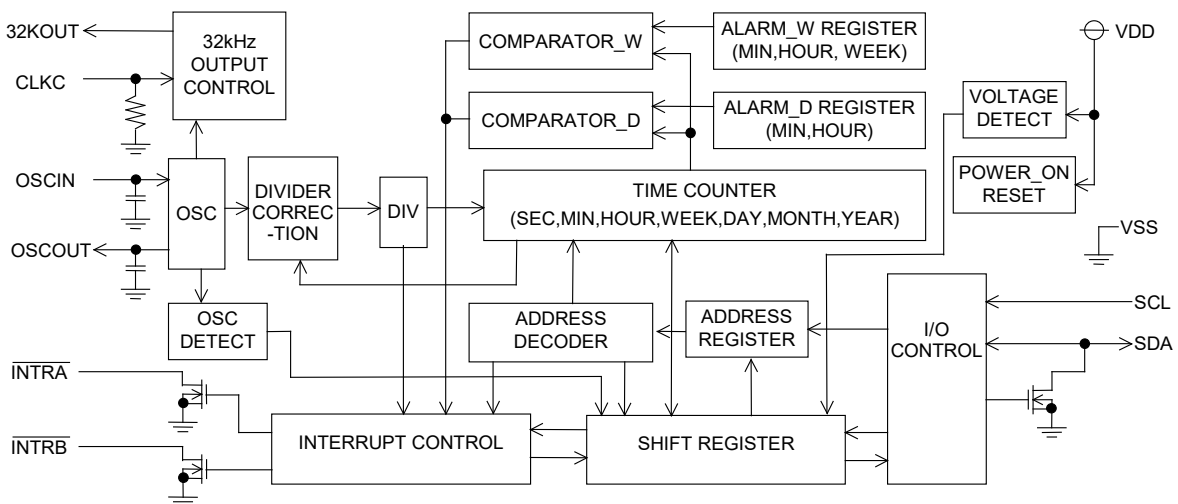 32KOUT
CLKC
32kHz
OUTPUT
CONTROL
COMPARATOR_W
ALARM_W REGISTER
(MIN,HOUR, WEEK)
VDD
COMPARATOR_D
ALARM_D REGISTER
(MIN,HOUR)
VOLTAGE
DETECT
OSCIN
OSC
DIVIDER
CORREC
-TION
DIV
TIME COUNTER
(SEC,MIN,HOUR,WEEK,DAY,MONTH,YEAR)
POWER_ON
RESET
OSCOUT
VSS
OSC
DETECT
ADDRESS
DECODER
ADDRESS
REGISTER
I/O
CONTROL
SCL
SDA
INTRA
INTRB
INTERRUPT CONTROL
SHIFT REGISTER